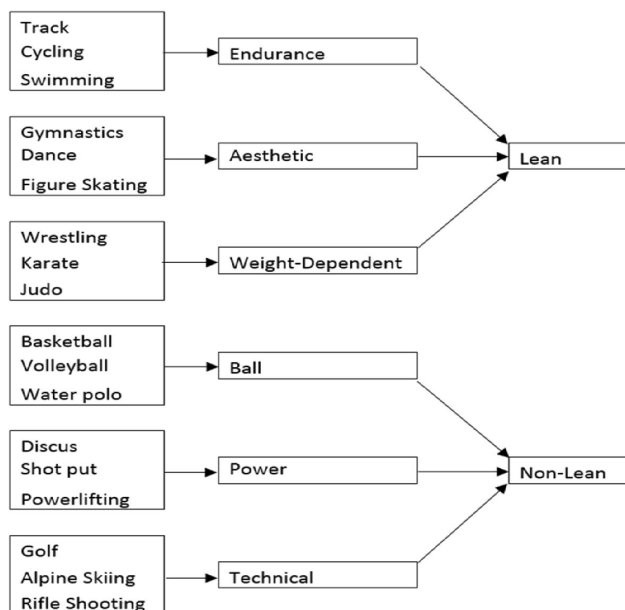 Track
Cycling
Swimming
Endurance
Gymnastics
Dance
Figure Skating
Aesthetic
Lean
Wrestling
Karate
Judo
Weight-Dependent
Basketball
Volleyball
Water polo
Ball
Discus
Shot put
Powerlifting
Power
Non-Lean
Golf
Alpine Skiing
Rifle Shooting
Technical